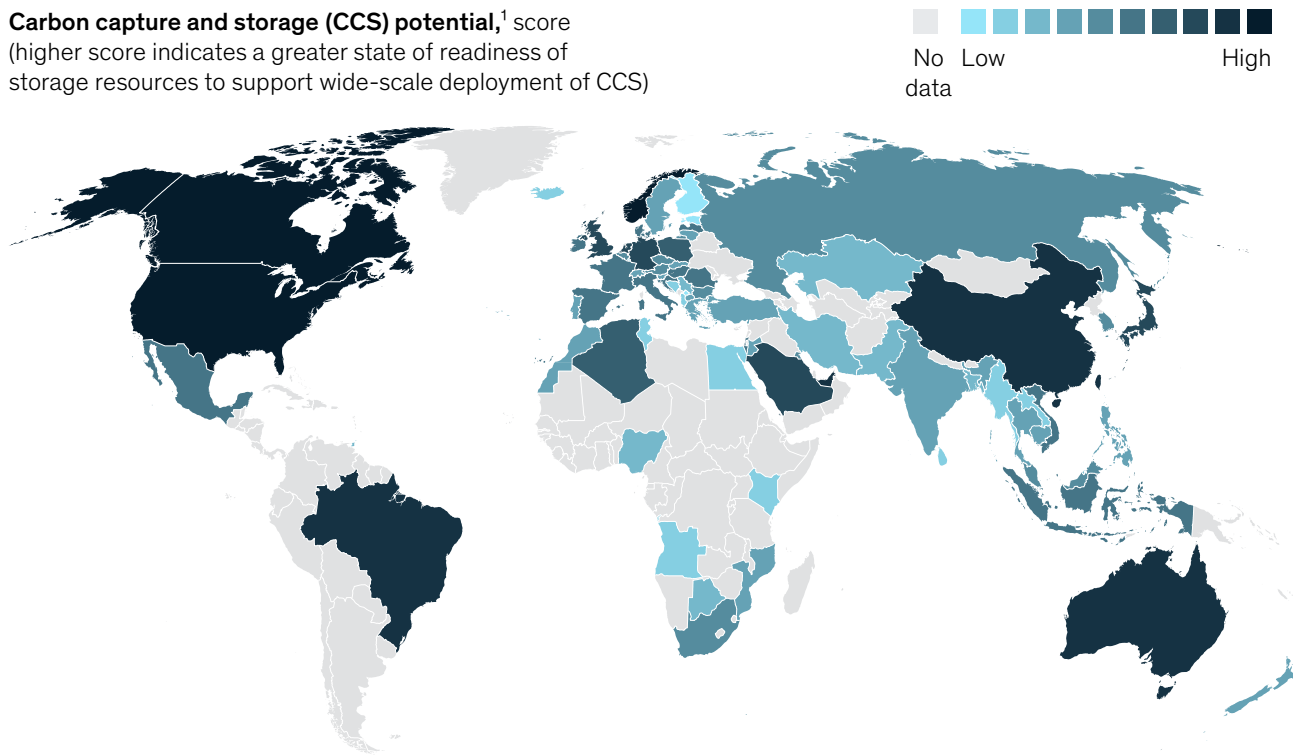 Carbon capture and storage (CCS) potential,¹ score
(higher score indicates a greater state of readiness of
storage resources to support wide-scale deployment of CCS)
No data
Low
High